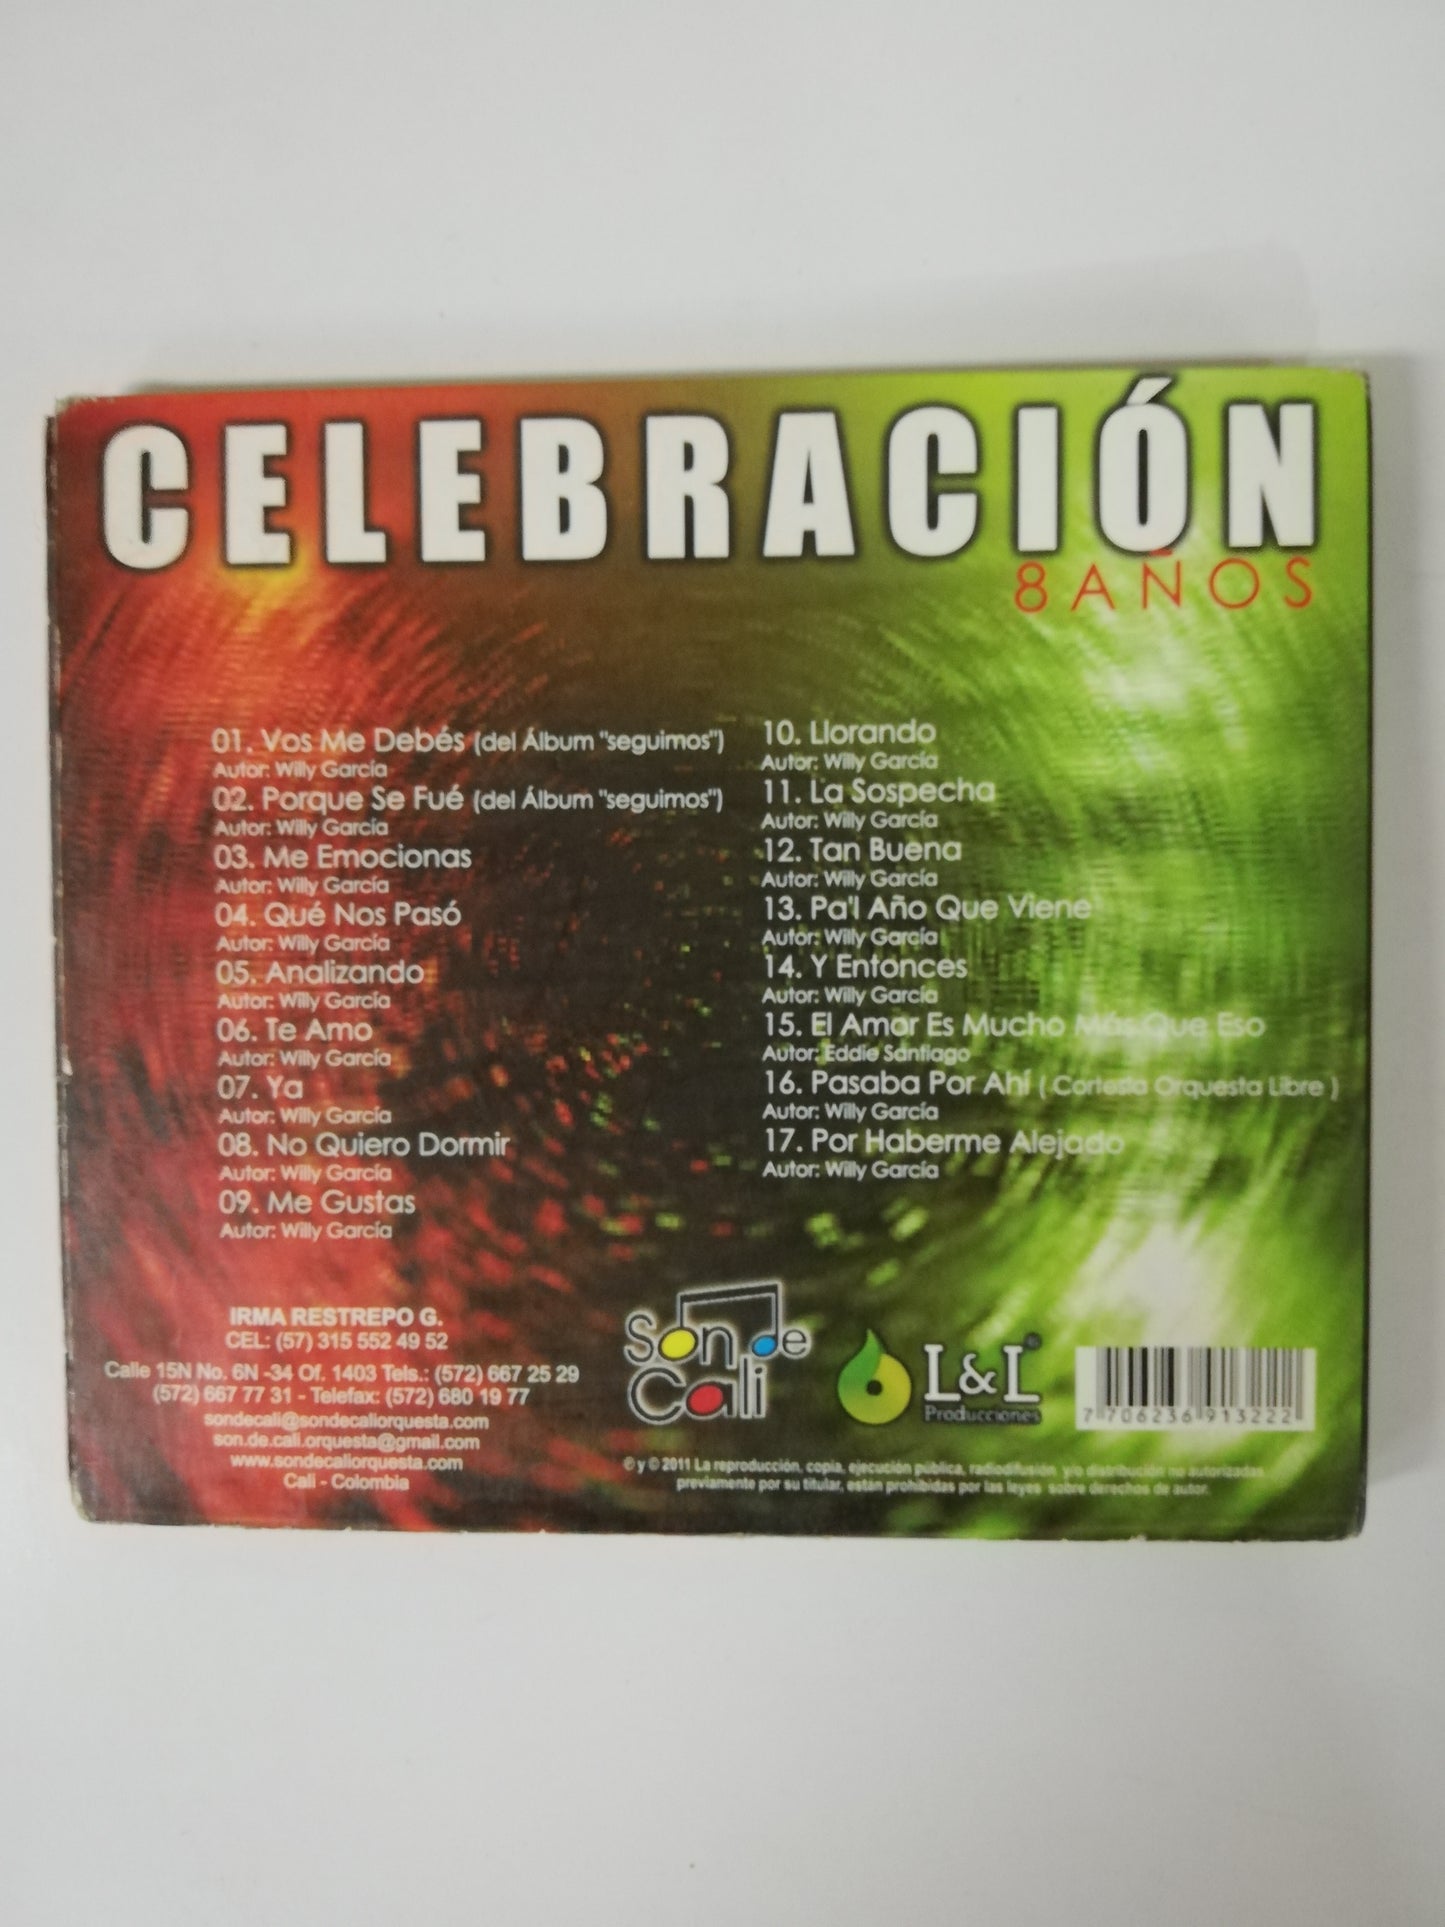 CELEBRACIÓN
8 AÑOS
01. Vos Me Debés (del Álbum "seguimos")
Autor: Willy García
02. Porque Se Fué (del Álbum "seguimos")
Autor: Willy García
03. Me Emocionas
Autor: Willy García
04. Qué Nos Pasó
Autor: Willy García
05. Analizando
Autor: Willy García
06. Te Amo
Autor: Willy García
07. Ya
Autor: Willy García
08. No Quiero Dormir
Autor: Willy García
09. Me Gustas
Autor: Willy García
10. Llorando
Autor: Willy García
11. La Sospecha
Autor: Willy García
12. Tan Buena
Autor: Willy García
13. Pa'l Año Que Viene
Autor: Willy García
14. Y Entonces
Autor: Willy García
15. El Amor Es Mucho Más Que Eso
Autor: Eddie Santiago
16. Pasaba Por Ahí ( Cortesia Orquesta Libre )
Autor: Willy García
17. Por Haberme Alejado
Autor: Willy García
IRMA RESTREPO G.
CEL: (57) 315 552 49 52
Calle 15N No. 6N -34 Of. 1403 Tels.: (572) 667 25 29
(572) 667 77 31 - Telefax: (572) 680 19 77
sondecali@sondecaliorquesta.com
son.de.cali.orquesta@gmail.com
www.sondecaliorquesta.com
Cali - Colombia
Son de
Cali
L&L®
Producciones
7 706236 913222
℗ y © 2011 La reproducción, copia, ejecución pública, radiodifusión y/o distribución no autorizadas
previamente por su titular, están prohibidas por las leyes sobre derechos de autor.